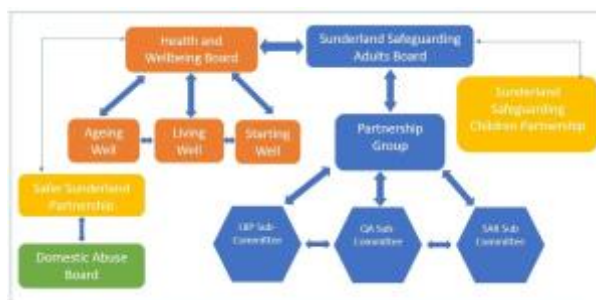 Health and
Wellbeing Board
Sunderland Safeguarding
Adults Board
Sunderland
Safeguarding
Children Partnership
Ageing
Well
Living
Well
Starting
Well
Partnership
Group
Safer Sunderland
Partnership
Domestic Abuse
Board
Sub-
Committee
QA Sub-
Committee
SAR Sub
Committee